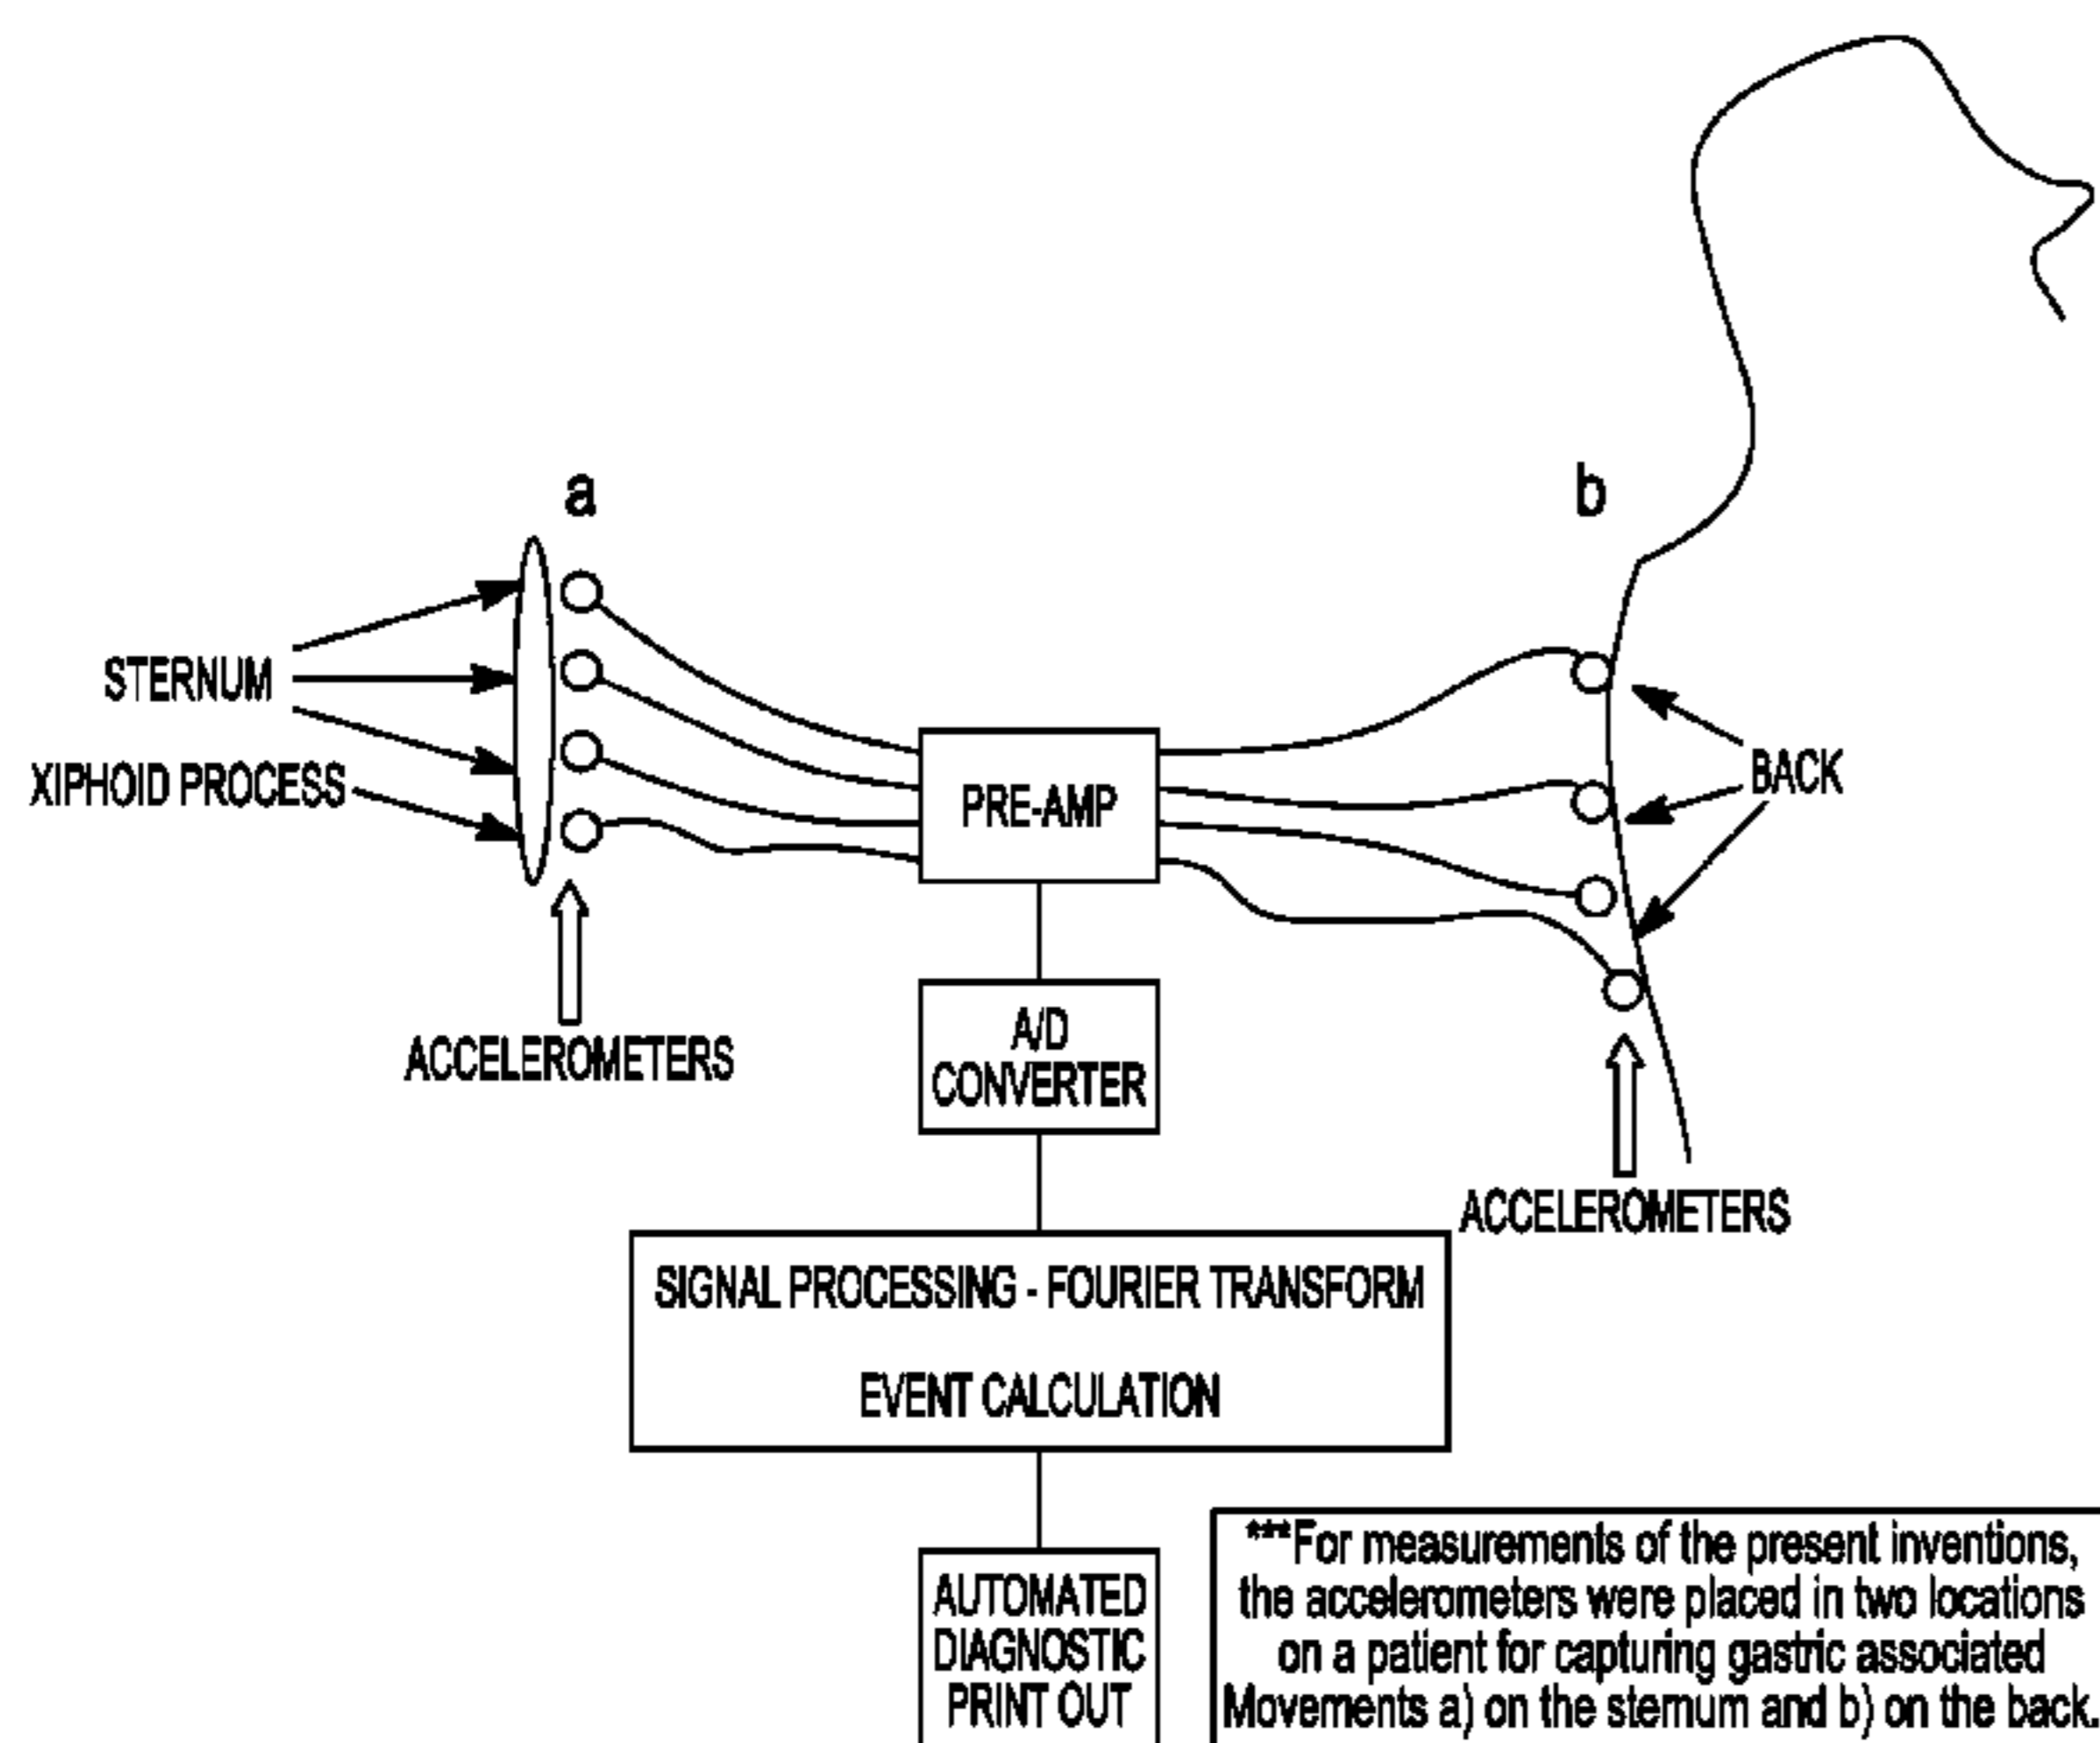 a
b
STERNUM
XIPHOID PROCESS
PRE-AMP
BACK
ACCELEROMETERS
A/D
CONVERTER
ACCELEROMETERS
SIGNAL PROCESSING - FOURIER TRANSFORM
EVENT CALCULATION
AUTOMATED
DIAGNOSTIC
PRINT OUT
***For measurements of the present inventions,
the accelerometers were placed in two locations
on a patient for capturing gastric associated
Movements a) on the sternum and b) on the back.